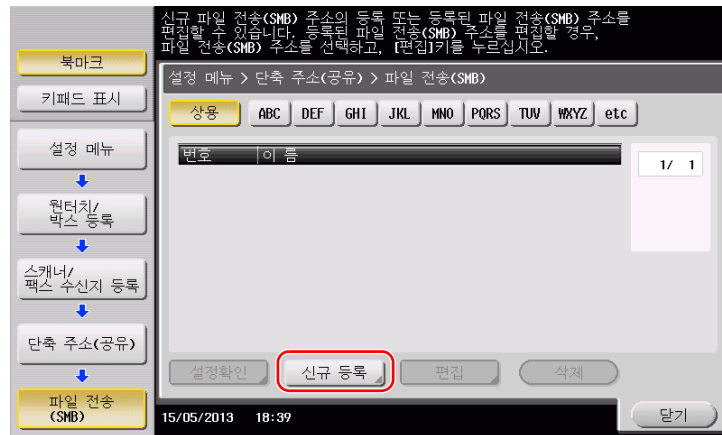 신규 파일 전송(SMB) 주소의 등록 또는 등록된 파일 전송(SMB) 주소를
편집할 수 있습니다. 등록된 파일 전송(SMB) 주소를 편집할 경우,
파일 전송(SMB) 주소를 선택하고, [편집]키를 누르십시오.
북마크
키패드 표시
설정 메뉴
원터치/
박스 등록
스캐너/
팩스 수신지 등록
단축 주소(공유)
파일 전송
(SMB)
설정 메뉴 > 단축 주소(공유) > 파일 전송(SMB)
상용 ABC DEF GHI JKL MNO PQRS TUV WXYZ etc
번호 이 름
1/ 1
설정확인 신규 등록 편집 삭제
15/05/2013 18:39
닫기